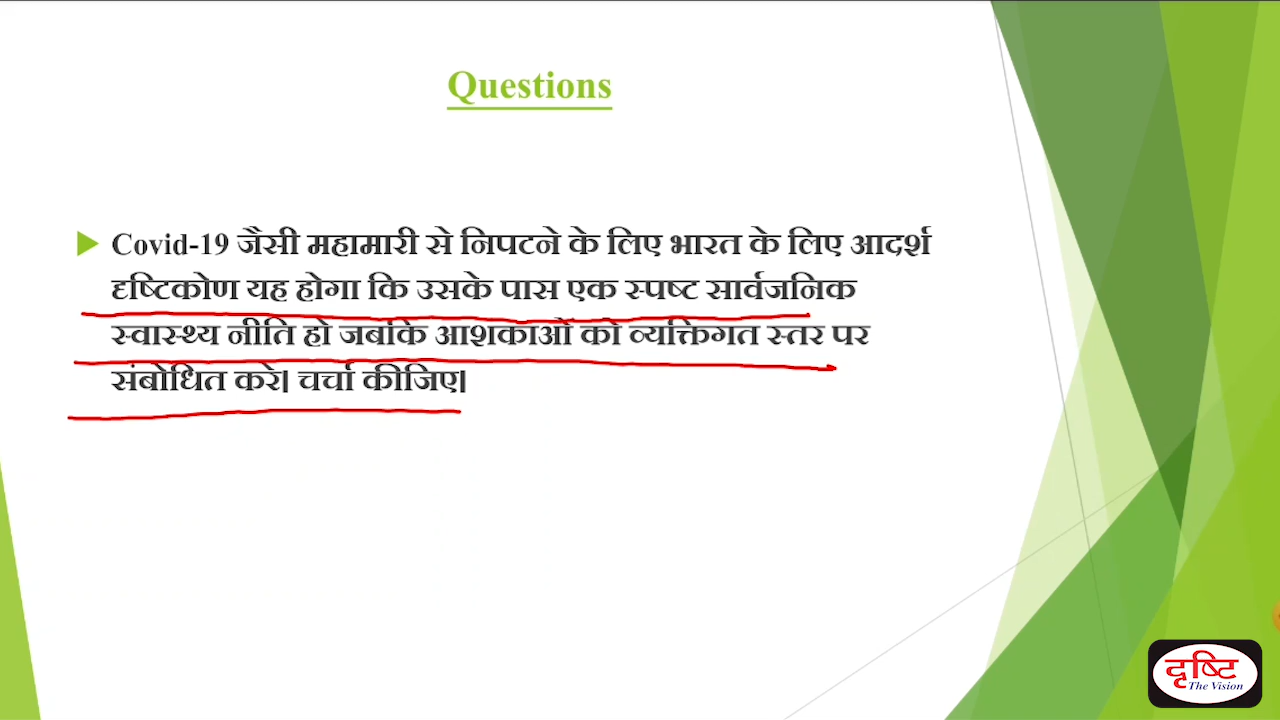 Questions
Covid-19 जैसी महामारी से निपटने के लिए भारत के लिए आदर्श
दृष्टिकोण यह होगा कि उसके पास एक स्पष्ट सार्वजनिक
स्वास्थ्य नीति हो जबकि आशंकाओं को व्यक्तिगत स्तर पर
संबोधित करे। चर्चा कीजिए।
दृष्टि
The Vision